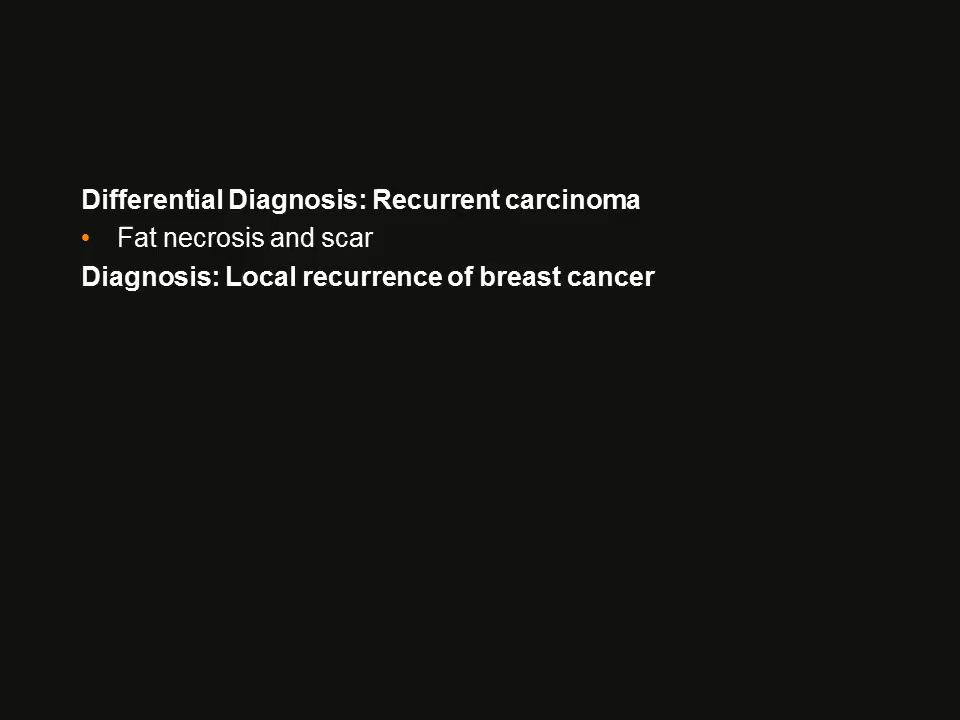 Differential Diagnosis: Recurrent carcinoma
• Fat necrosis and scar
Diagnosis: Local recurrence of breast cancer